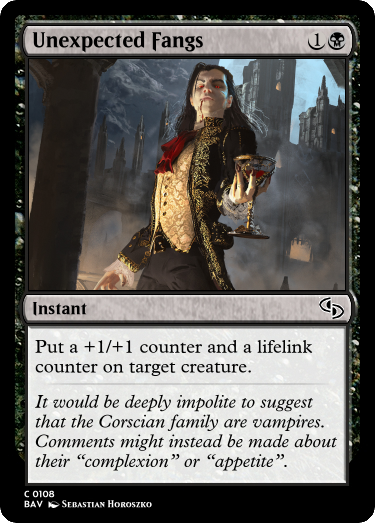 Unexpected Fangs 1
Instant
Put a +1/+1 counter and a lifelink
counter on target creature.
It would be deeply impolite to suggest
that the Corscian family are vampires.
Comments might instead be made about
their “complexion” or “appetite”.
C 0108
BAV Sebastian Horoszko